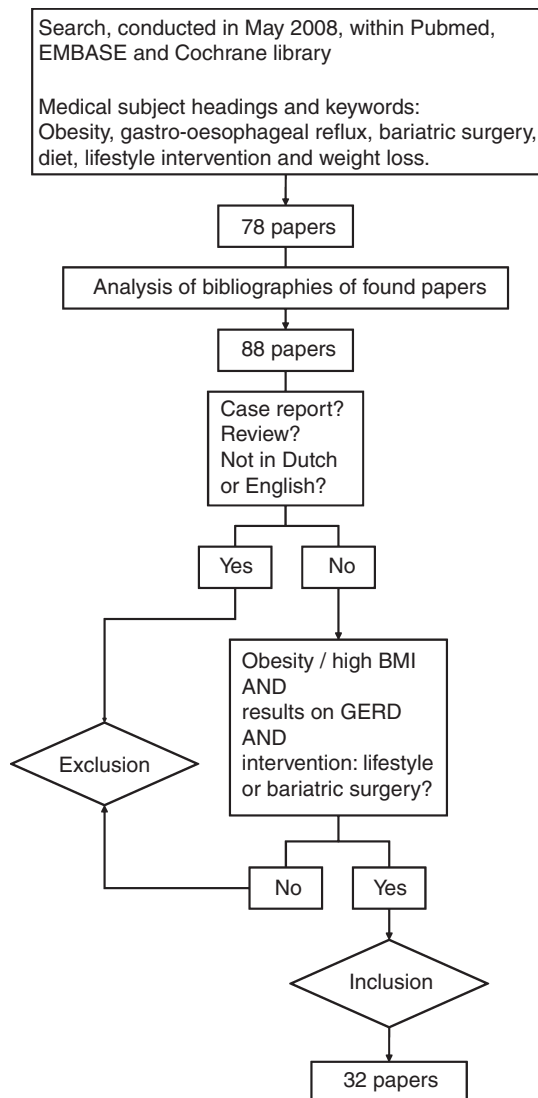 Search, conducted in May 2008, within Pubmed,
EMBASE and Cochrane library
Medical subject headings and keywords:
Obesity, gastro-oesophageal reflux, bariatric surgery,
diet, lifestyle intervention and weight loss.
78 papers
Analysis of bibliographies of found papers
88 papers
Case report?
Review?
Not in Dutch
or English?
Yes
No
Obesity / high BMI
AND
results on GERD
AND
intervention: lifestyle
or bariatric surgery?
Exclusion
No
Yes
Inclusion
32 papers